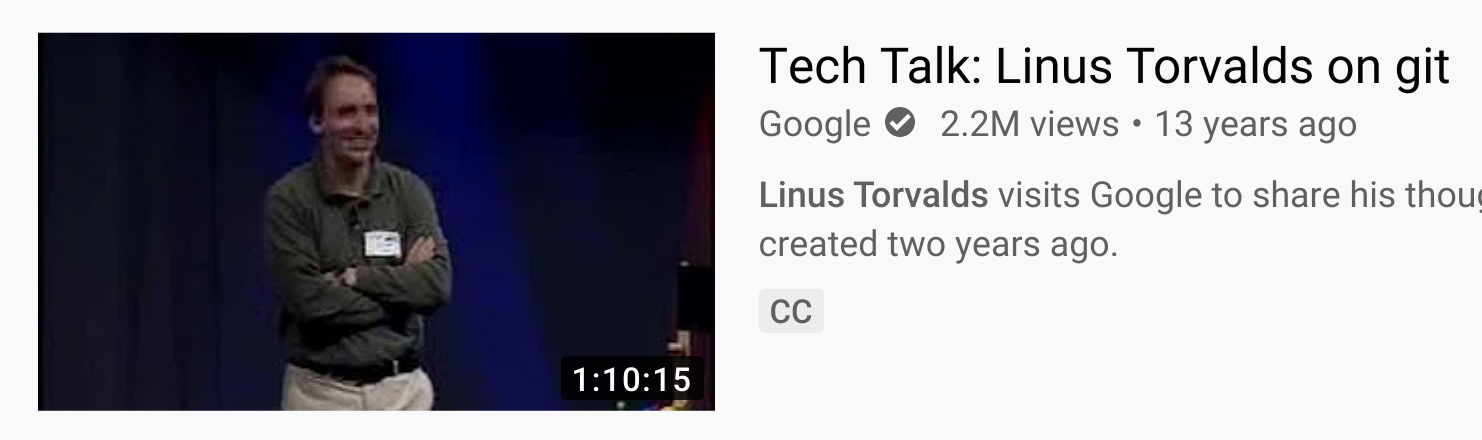 Tech Talk: Linus Torvalds on git
Google 2.2M views • 13 years ago
Linus Torvalds visits Google to share his thoug
created two years ago.
CC
1:10:15